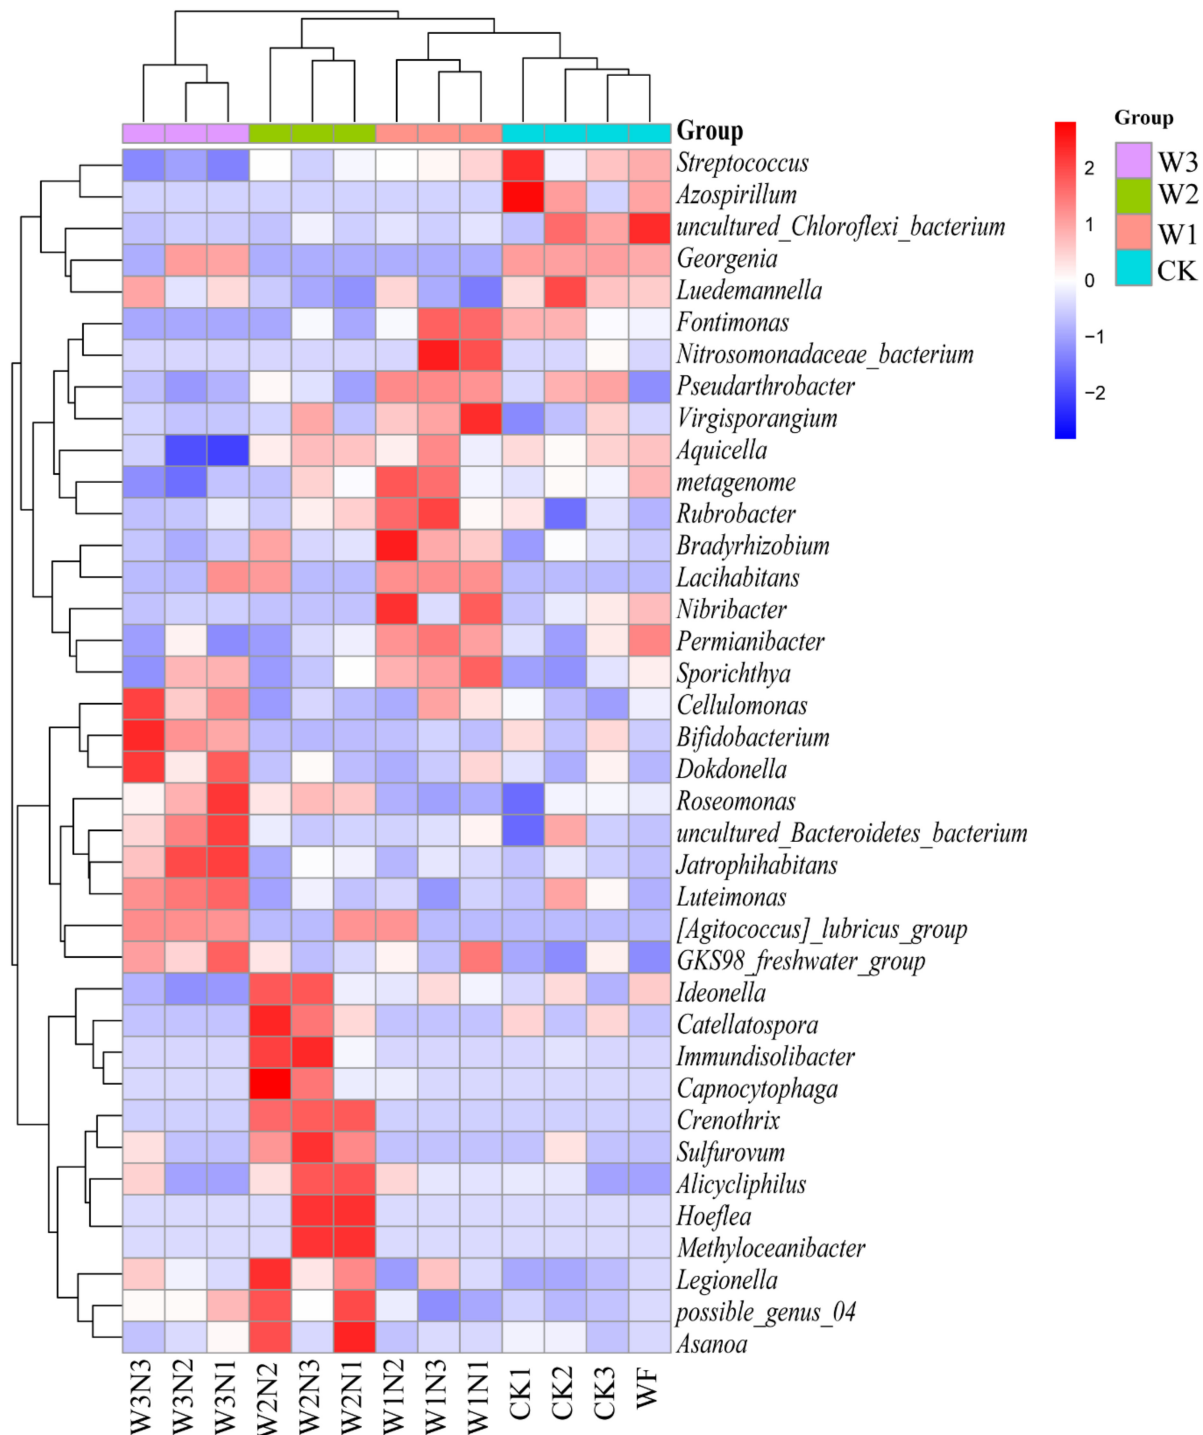 Group
Streptococcus
Azospirillum
uncultured_Chloroflexi_bacterium
Georgenia
Luedemannella
Fontimonas
Nitrosomonadaceae_bacterium
Pseudarthrobacter
Virgisporangium
Aquicella
metagenome
Rubrobacter
Bradyrhizobium
Lacihabitans
Nibribacter
Permianibacter
Sporichthya
Cellulomonas
Bifidobacterium
Dokdonella
Roseomonas
uncultured_Bacteroidetes_bacterium
Jatrophihabitans
Luteimonas
[Agitococcus]_lubricus_group
GKS98_freshwater_group
Ideonella
Catellatospora
Immundisolibacter
Capnocytophaga
Crenothrix
Sulfurovum
Alicycliphilus
Hoeflea
Methyloceanibacter
Legionella
possible_genus_04
Asanoa
W3N3 W3N2 W3N1 W2N2 W2N3 W2N1 W1N2 W1N3 W1N1 CK1 CK2 CK3 WF
2
1
0
−1
−2
Group
W3
W2
W1
CK